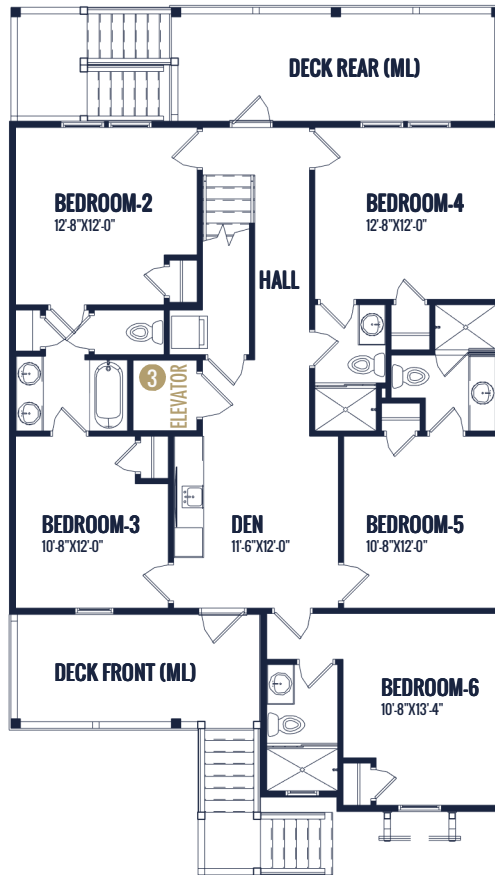 DECK REAR (ML)
BEDROOM-2
12'-8"X12'-0"
BEDROOM-4
12'-8"X12'-0"
HALL
3
ELEVATOR
BEDROOM-3
10'-8"X12'-0"
DEN
11'-6"X12'-0"
BEDROOM-5
10'-8"X12'-0"
DECK FRONT (ML)
BEDROOM-6
10'-8"X13'-4"